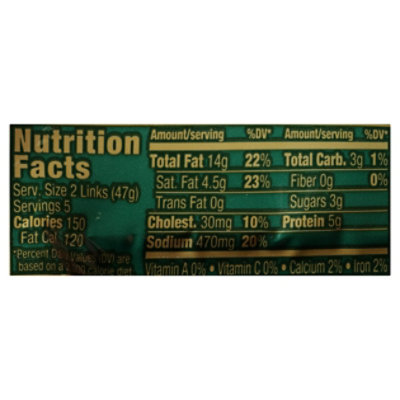 Nutrition
Facts
Serv. Size 2 Links (47g)
Servings 5
Calories 150
Fat Cal. 120
*Percent Daily Values (DV) are
based on a calorie diet
Amount/serving %DV*
Total Fat 14g 22%
Sat. Fat 4.5g 23%
Trans Fat 0g
Cholest. 30mg 10%
Sodium 470mg 20%
Amount/serving %DV*
Total Carb. 3g 1%
Fiber 0g 0%
Sugars 3g
Protein 5g
Vitamin A 0% • Vitamin C 0% • Calcium 2% • Iron 2%